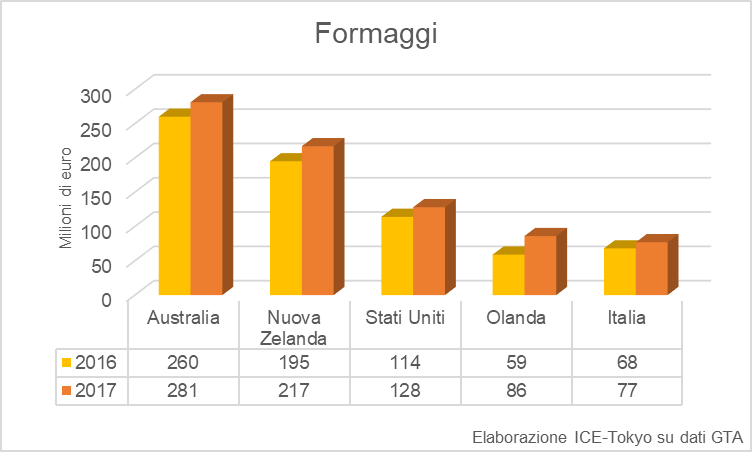 Formaggi
Milioni di euro
300
250
200
150
100
50
0
Australia Nuova Zelanda Stati Uniti Olanda Italia
2016 260 195 114 59 68
2017 281 217 128 86 77
Elaborazione ICE-Tokyo su dati GTA